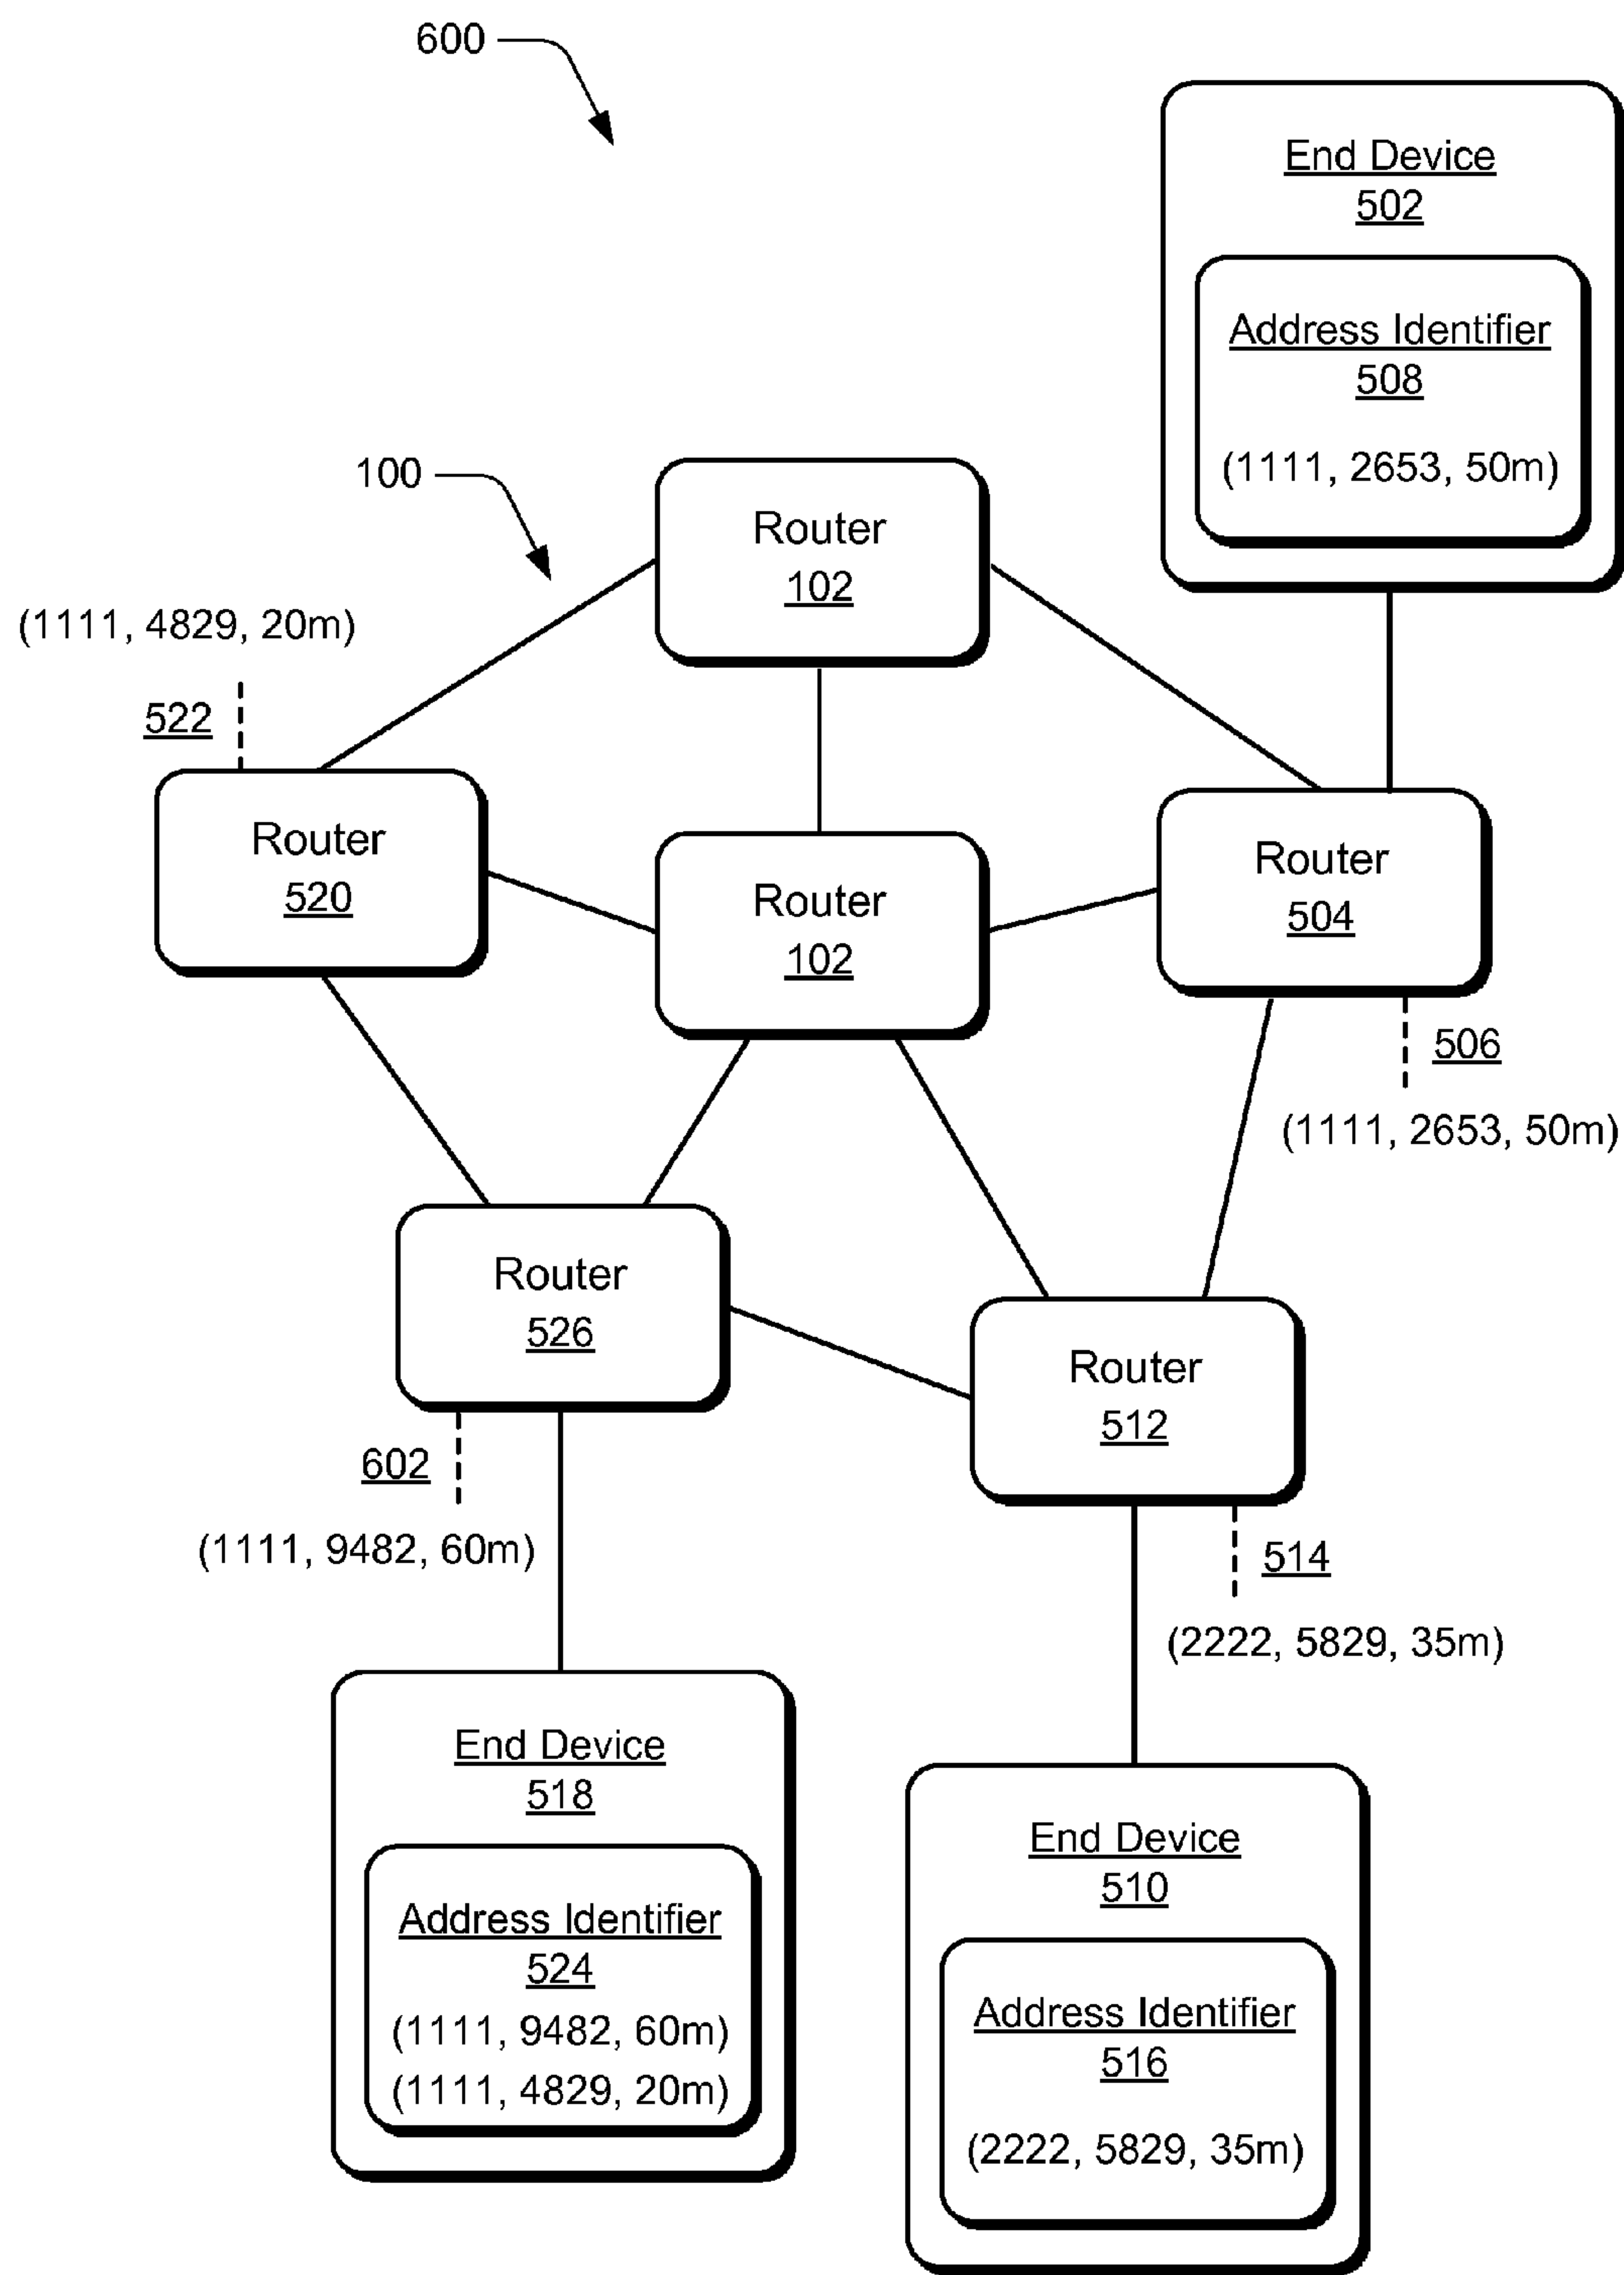 600
End Device
502
Address Identifier
508
(1111, 2653, 50m)
100
Router
102
(1111, 4829, 20m)
522
Router
520
Router
102
Router
504
506
(1111, 2653, 50m)
Router
526
Router
512
602
(1111, 9482, 60m)
514
(2222, 5829, 35m)
End Device
518
Address Identifier
524
(1111, 9482, 60m)
(1111, 4829, 20m)
End Device
510
Address Identifier
516
(2222, 5829, 35m)